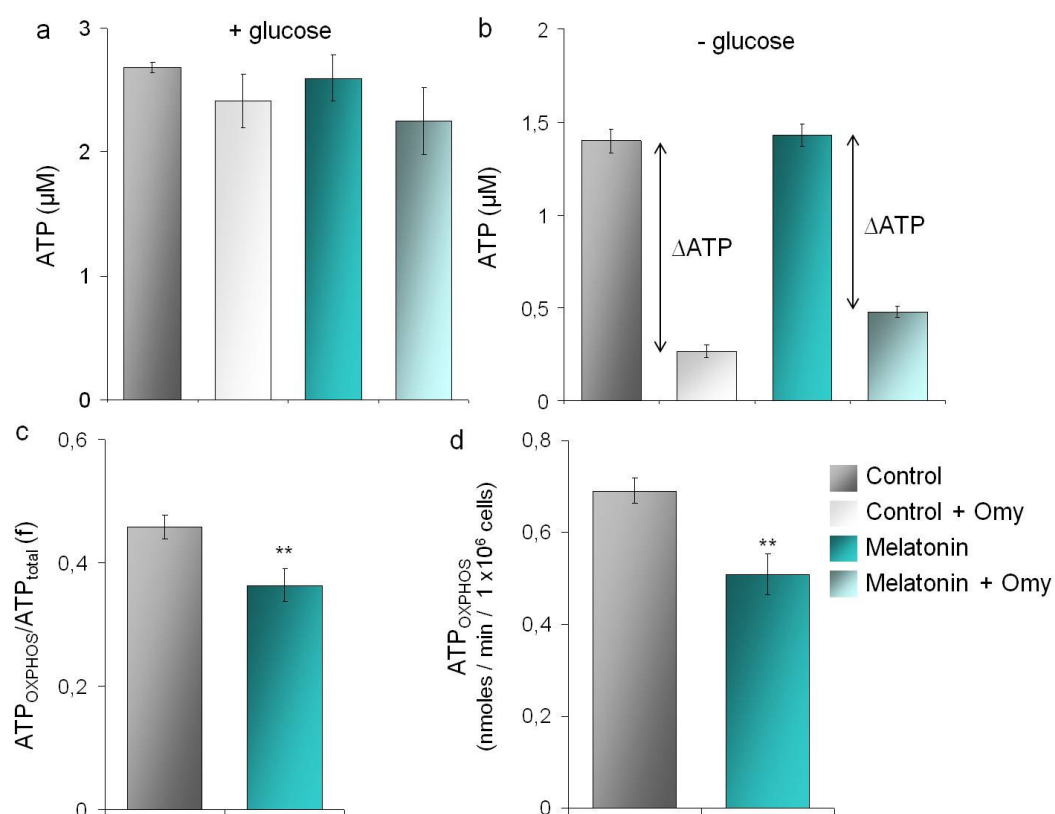 a
+ glucose
3
2
1
0
ATP (µM)
b
- glucose
2
1,5
1
0,5
0
ATP (µM)
∆ATP
∆ATP
c
0,6
0,4
0,2
0
ATPOXPHOS/ATPtotal (f)
**
d
0,8
0,6
0,4
0,2
0
ATPOXPHOS
(nmoles / min / 1 x10⁶ cells)
**
Control
Control + Omy
Melatonin
Melatonin + Omy